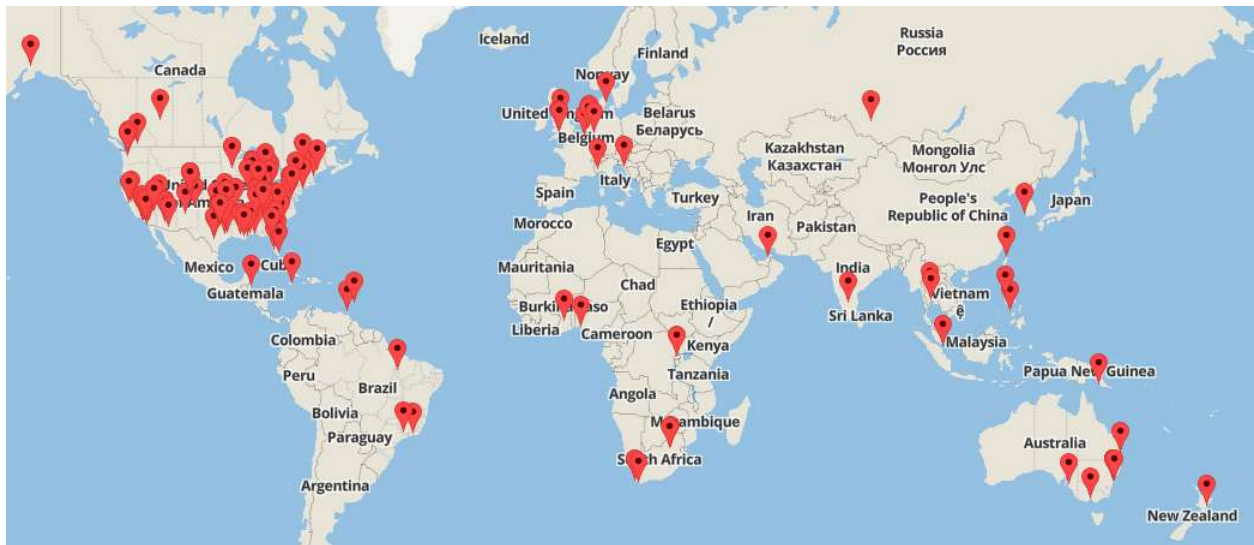 Iceland
Russia
Россия
Finland
Norway
Canada
United Kingdom
Belarus
Беларусь
Belgium
Kazakhstan
Казахстан
Mongolia
Монгол Улс
Italy
Spain
Turkey
People's
Republic of China
Japan
Morocco
Iran
Pakistan
Egypt
Mexico
Cuba
Guatemala
Mauritania
Chad
India
Vietnam
Burkina Faso
Ethiopia
/
Liberia
Cameroon
Sri Lanka
ệ
Colombia
Kenya
Malaysia
Peru
Brazil
Tanzania
Papua New Guinea
Angola
Bolivia
Mozambique
Paraguay
Australia
South Africa
Argentina
New Zealand